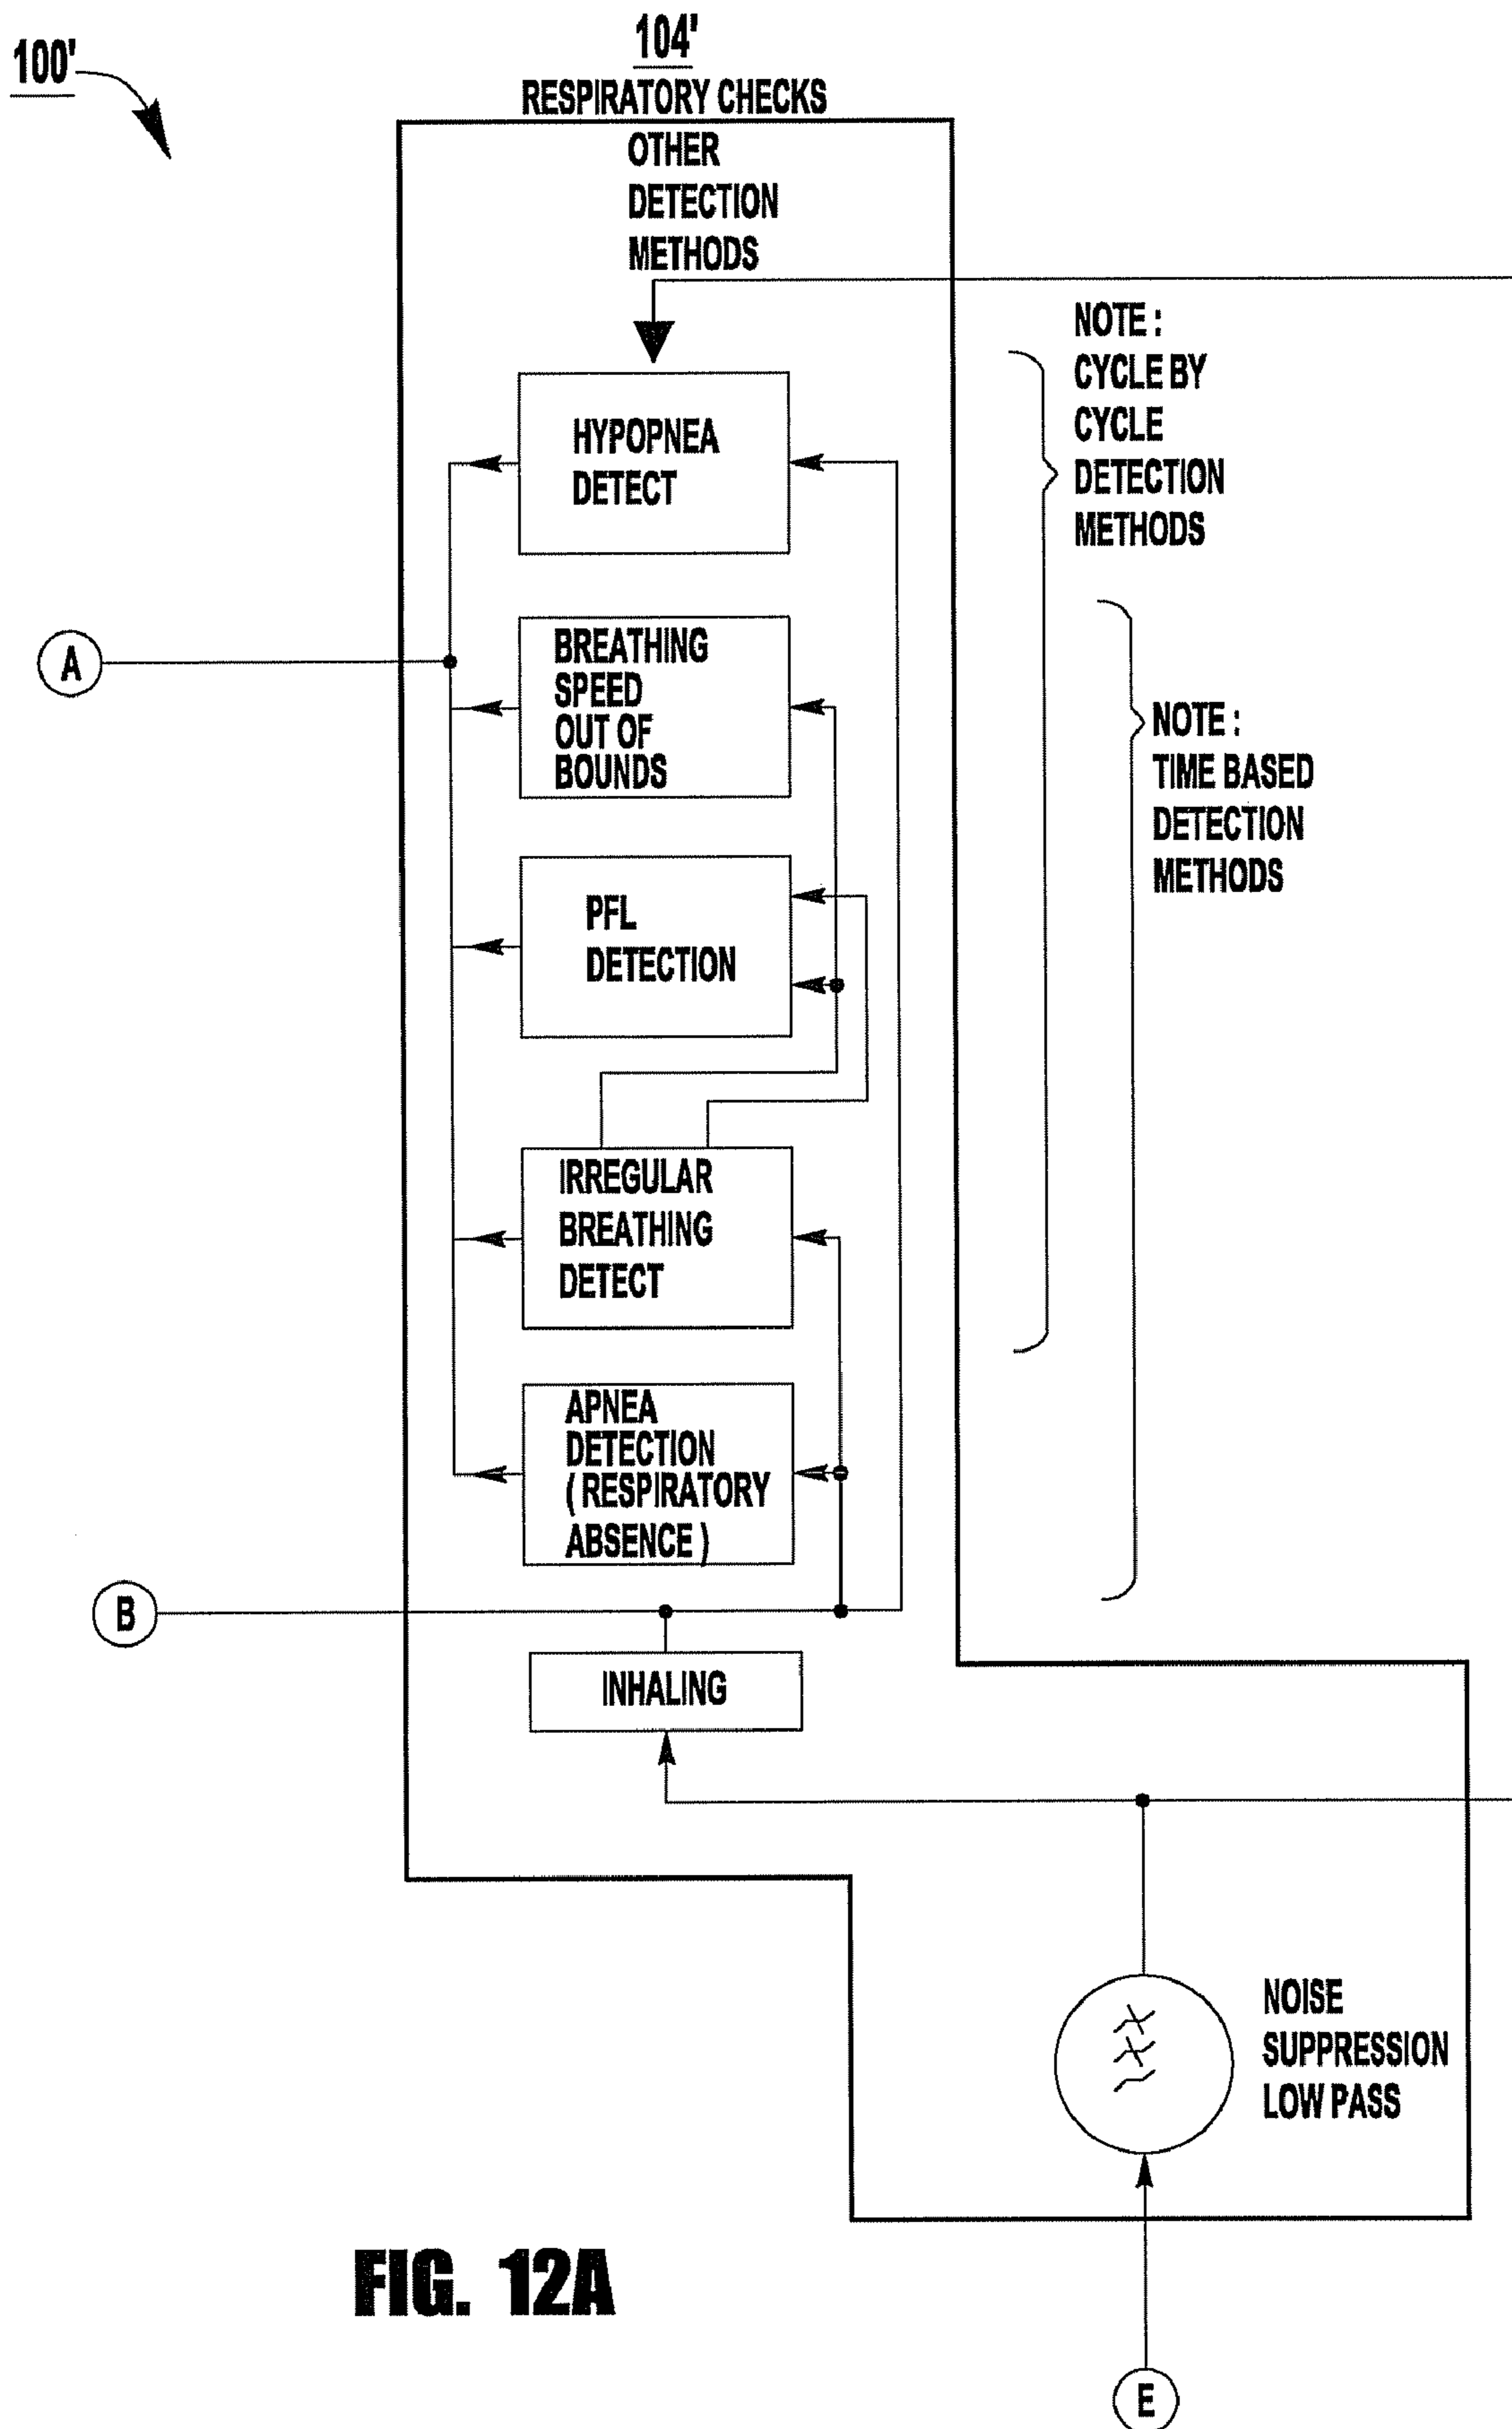 100'
104'
RESPIRATORY CHECKS
OTHER
DETECTION
METHODS
NOTE :
CYCLE BY
CYCLE
DETECTION
METHODS
HYPOPNEA
DETECT
A
BREATHING
SPEED
OUT OF
BOUNDS
NOTE :
TIME BASED
DETECTION
METHODS
PFL
DETECTION
IRREGULAR
BREATHING
DETECT
APNEA
DETECTION
( RESPIRATORY
ABSENCE )
B
INHALING
NOISE
SUPPRESSION
LOW PASS
FIG. 12A
E